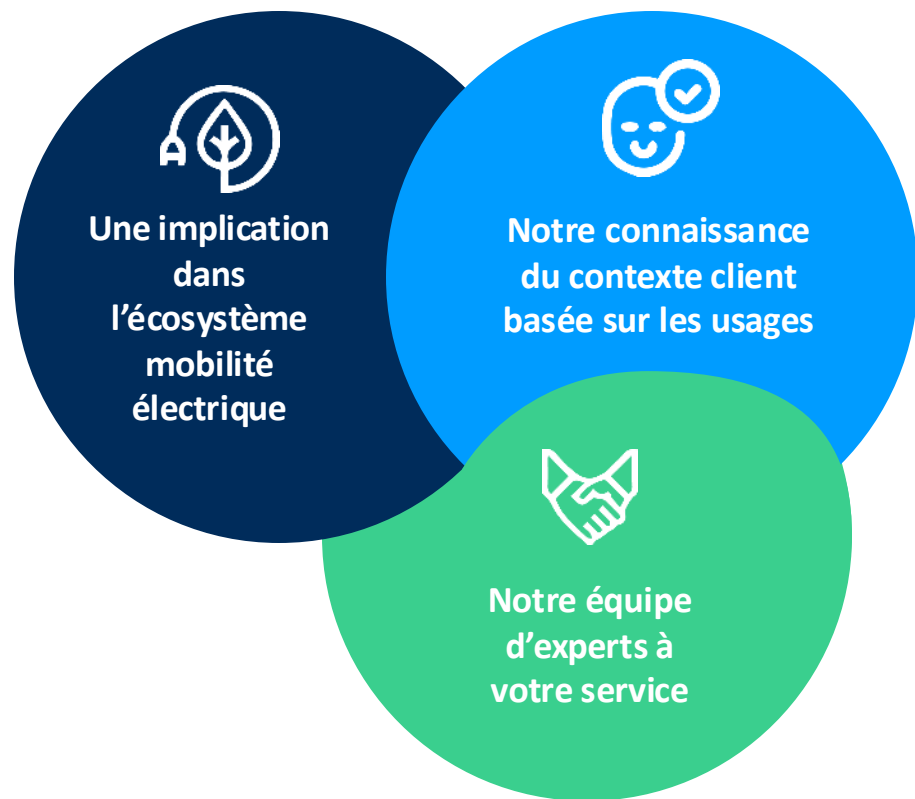 Une implication
dans
l’écosystème
mobilité
électrique
Notre connaissance
du contexte client
basée sur les usages
Notre équipe
d’experts à
votre service